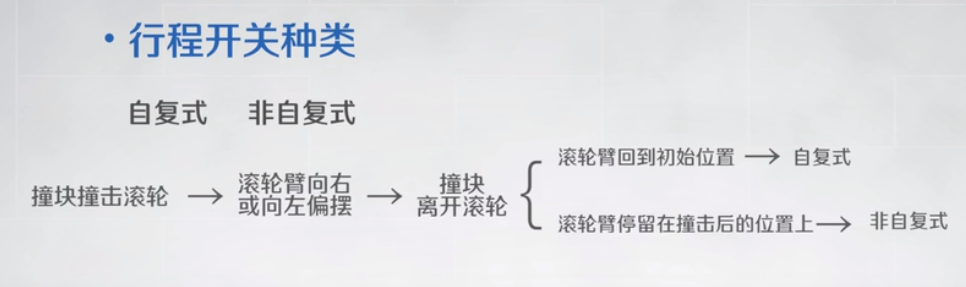 • 行程开关种类
自复式 非自复式
撞块撞击滚轮 → 滚轮臂向右
或向左偏摆 → 撞块
离开滚轮
滚轮臂回到初始位置 → 自复式
滚轮臂停留在撞击后的位置上 → 非自复式